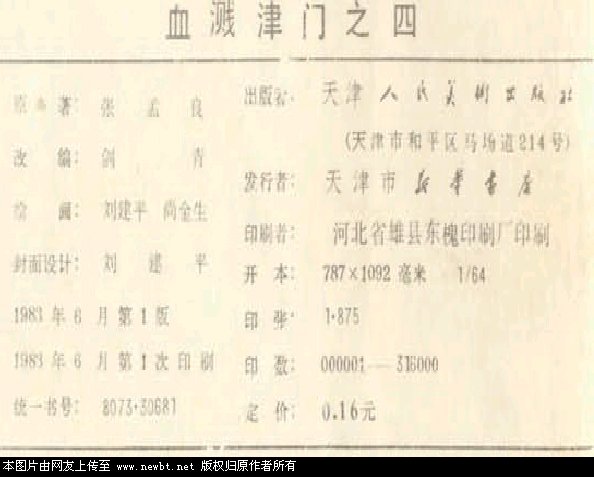 血溅津门之四
原 著： 张 孟 良
改 编： 剑 青
绘 画： 刘建平 尚金生
封面设计： 刘 建 平
1983 年 6 月 第 1 版
1983 年 6 月 第 1 次 印 刷
统一书号： 8073·30681
出版者： 天津人民美術出版社
(天津市和平区马场道214号)
发行者： 天津市新華書店
印刷者： 河北省雄县东槐印刷厂印刷
开 本： 787×1092 毫米 1/64
印 张： 1·875
印 数： 000001—316000
定 价： 0.16元
本图片由网友上传至 www.newbt.net 版权归原作者所有